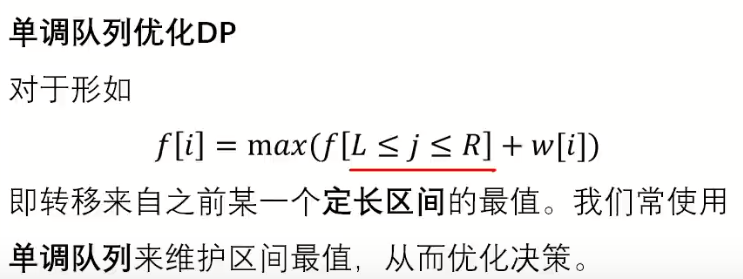 单调队列优化DP
对于形如
f[i] = max(f[L ≤ j ≤ R] + w[i])
即转移来自之前某一个定长区间的最值。我们常使用
单调队列来维护区间最值，从而优化决策。